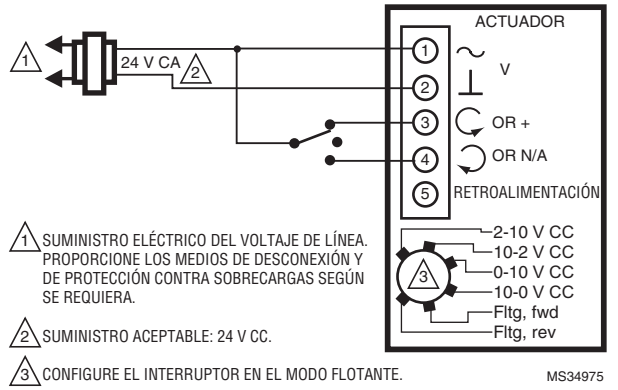 ACTUADOR
1
24 V CA
2
1
V
2
3
OR +
4
OR N/A
5
RETROALIMENTACIÓN
2-10 V CC
10-2 V CC
0-10 V CC
10-0 V CC
Fltg, fwd
Fltg, rev
3
1
SUMINISTRO ELÉCTRICO DEL VOLTAJE DE LÍNEA.
PROPORCIONE LOS MEDIOS DE DESCONEXIÓN Y
DE PROTECCIÓN CONTRA SOBRECARGAS SEGÚN
SE REQUIERA.
2
SUMINISTRO ACEPTABLE: 24 V CC.
3
CONFIGURE EL INTERRUPTOR EN EL MODO FLOTANTE.
MS34975